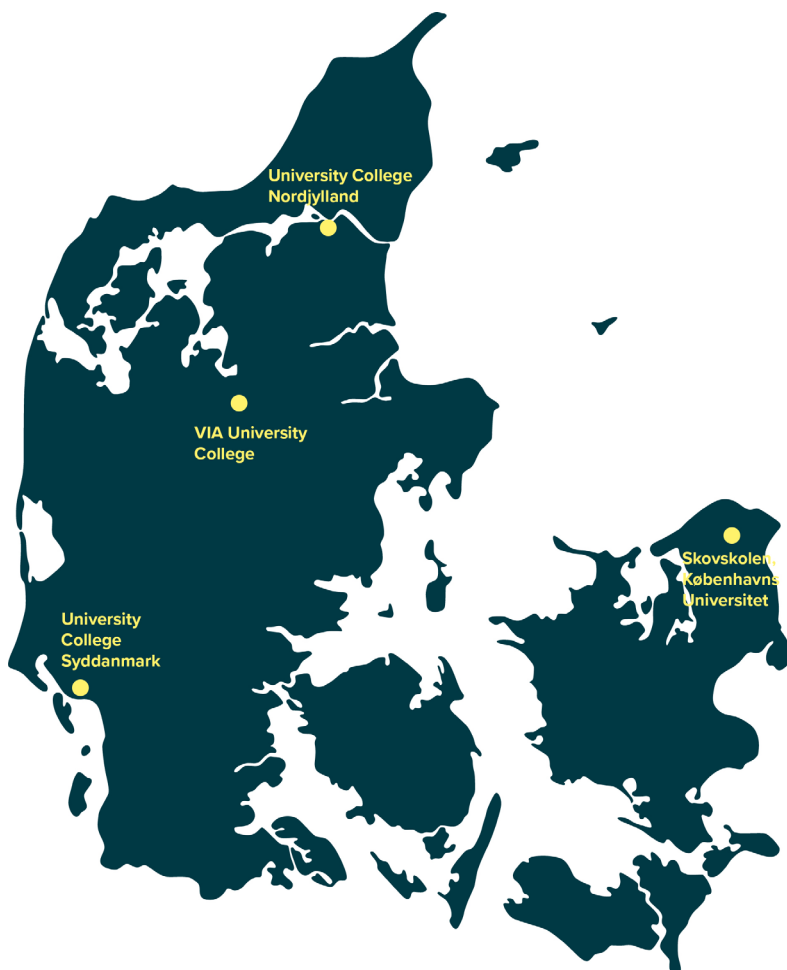 University College
Nordjylland
VIA University
College
Skovskolen,
Københavns
Universitet
University
College
Syddanmark